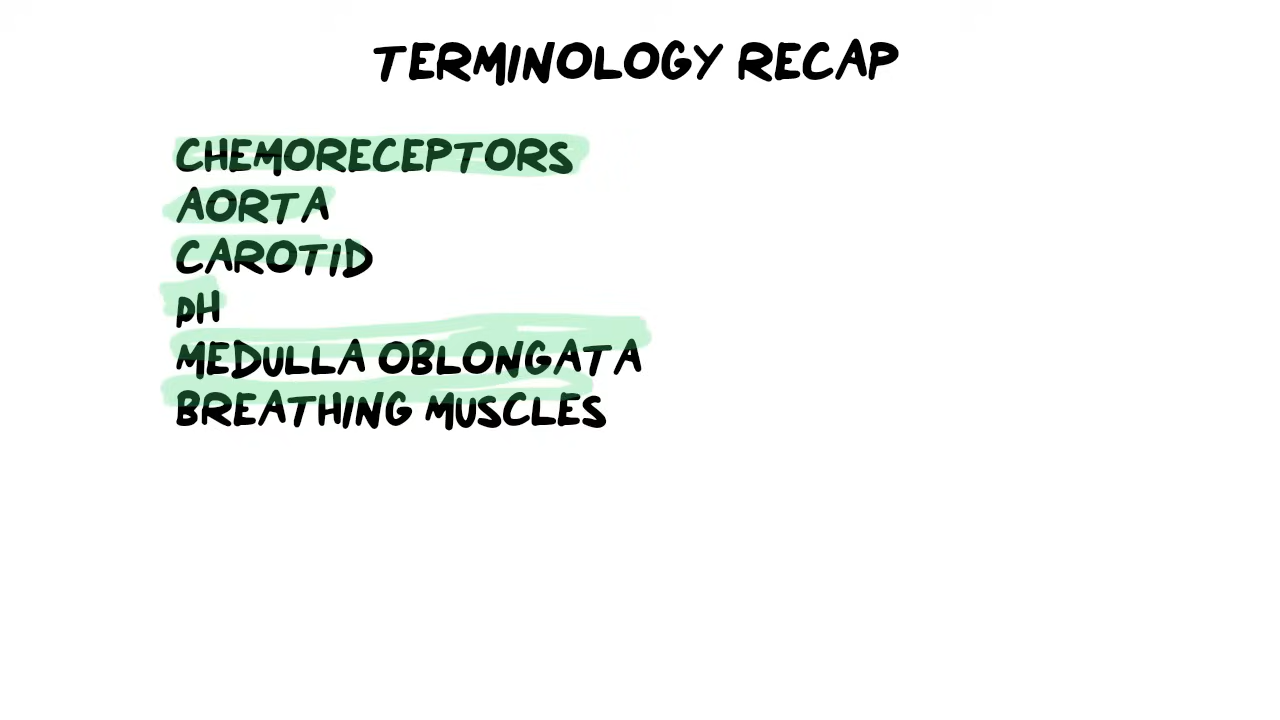 TERMINOLOGY RECAP
CHEMORECEPTORS
AORTA
CAROTID
pH
MEDULLA OBLONGATA
BREATHING MUSCLES